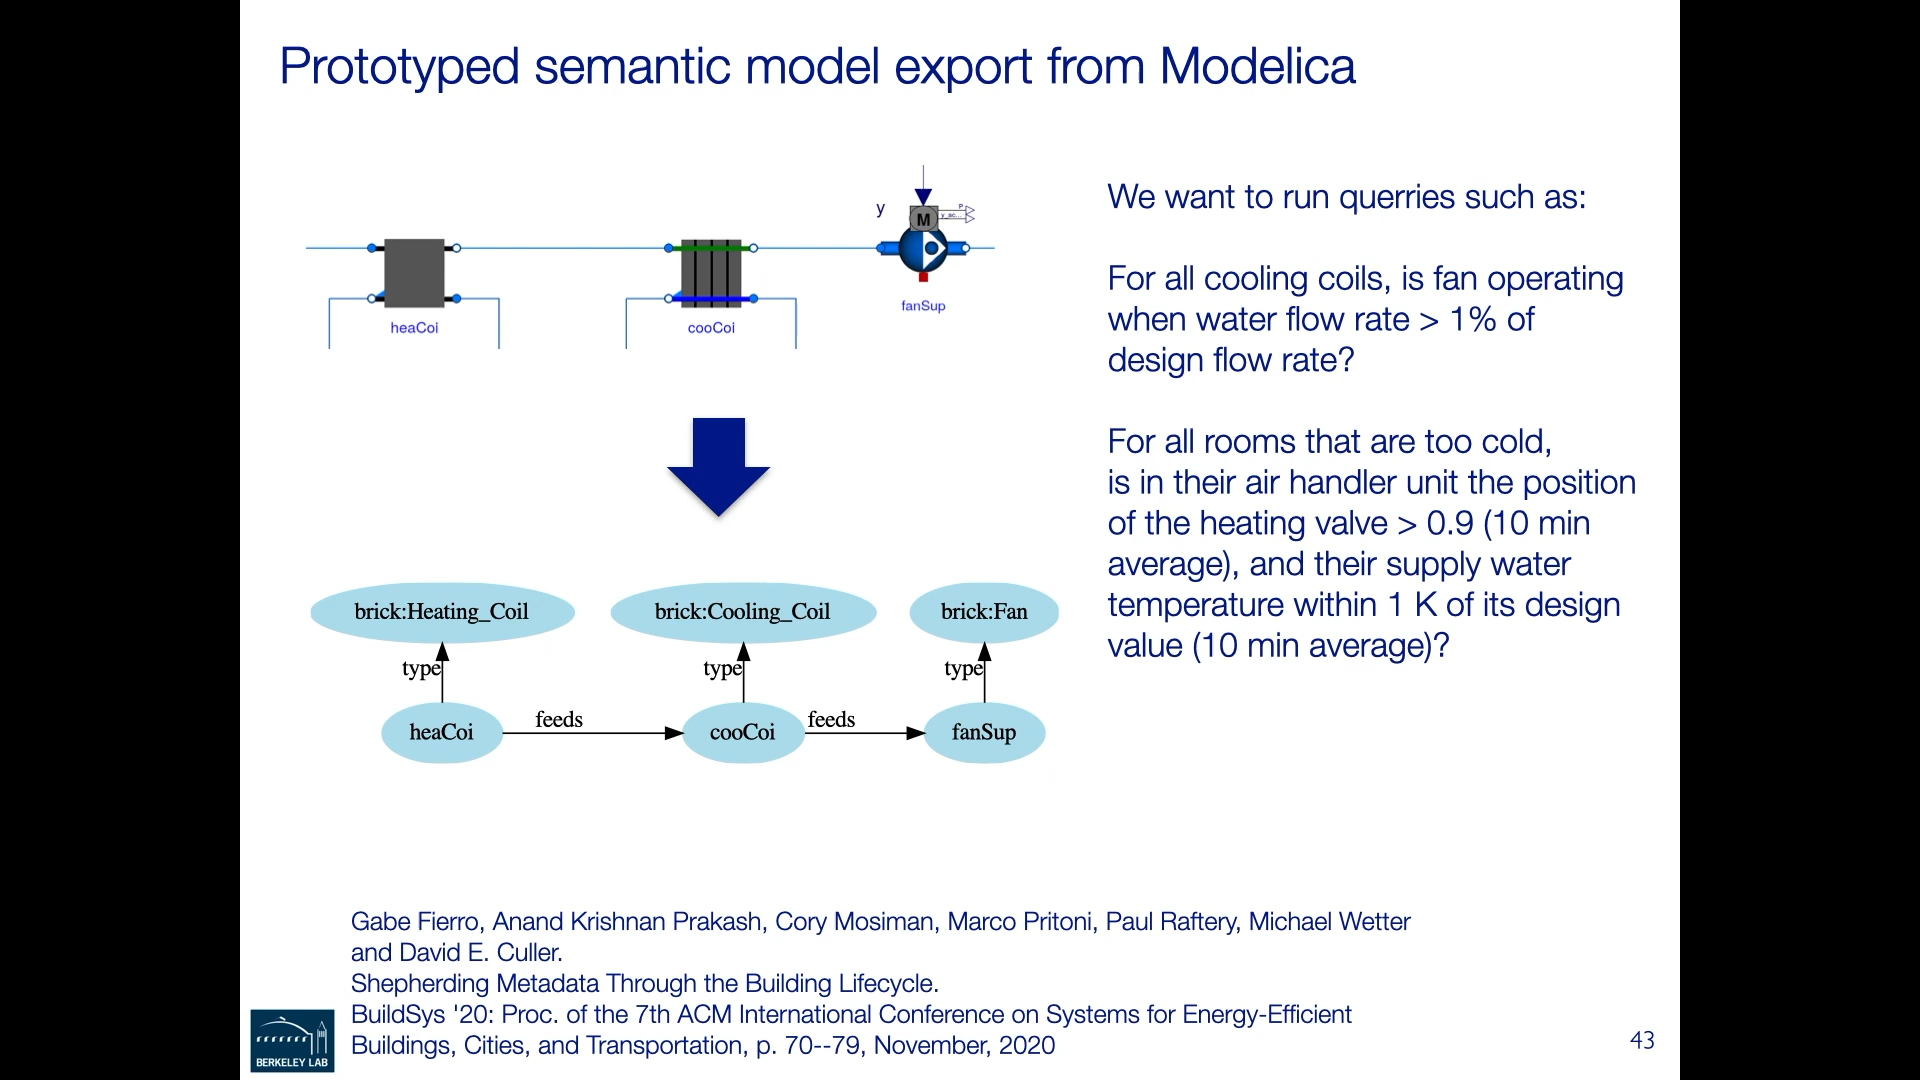 Prototyped semantic model export from Modelica
y
M
P
heaCoi
cooCoi
fanSup
We want to run querries such as:
For all cooling coils, is fan operating
when water flow rate > 1% of
design flow rate?
For all rooms that are too cold,
is in their air handler unit the position
of the heating valve > 0.9 (10 min
average), and their supply water
temperature within 1 K of its design
value (10 min average)?
brick:Heating_Coil
brick:Cooling_Coil
brick:Fan
type
type
type
heaCoi
feeds
cooCoi
feeds
fanSup
Gabe Fierro, Anand Krishnan Prakash, Cory Mosiman, Marco Pritoni, Paul Raftery, Michael Wetter
and David E. Culler.
Shepherding Metadata Through the Building Lifecycle.
BuildSys '20: Proc. of the 7th ACM International Conference on Systems for Energy-Efficient
Buildings, Cities, and Transportation, p. 70--79, November, 2020
BERKELEY LAB
43